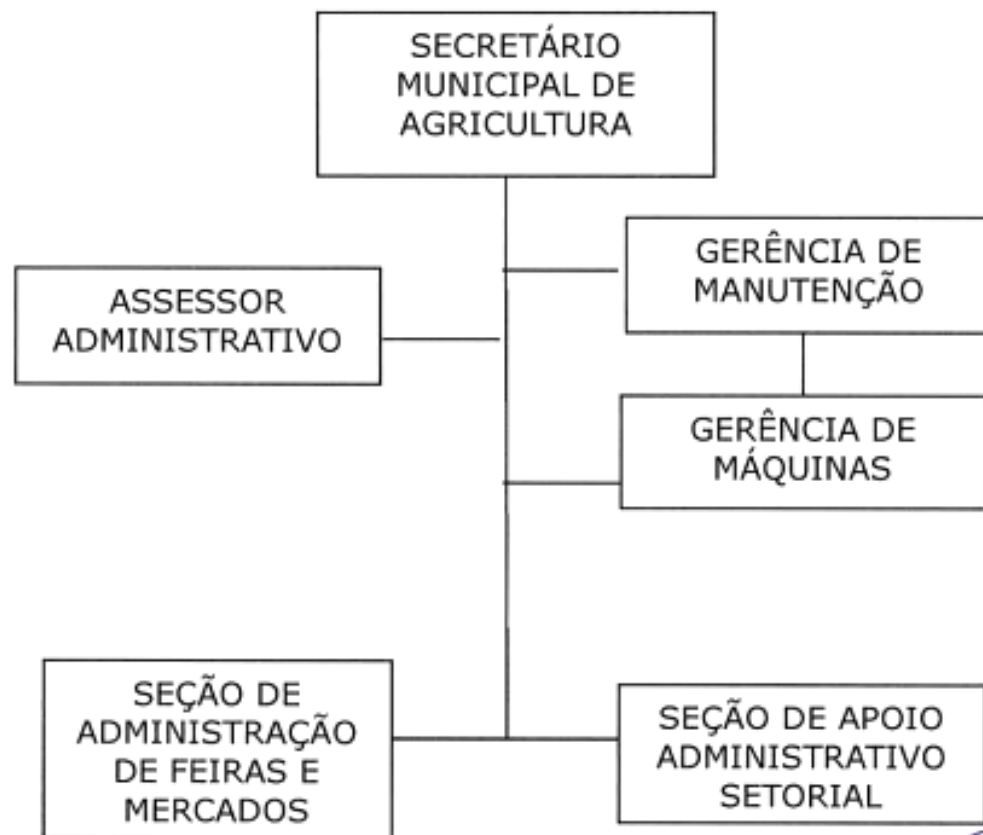 SECRETÁRIO
MUNICIPAL DE
AGRICULTURA
GERÊNCIA DE
MANUTENÇÃO
ASSESSOR
ADMINISTRATIVO
GERÊNCIA DE
MÁQUINAS
SEÇÃO DE
ADMINISTRAÇÃO
DE FEIRAS E
MERCADOS
SEÇÃO DE APOIO
ADMINISTRATIVO
SETORIAL